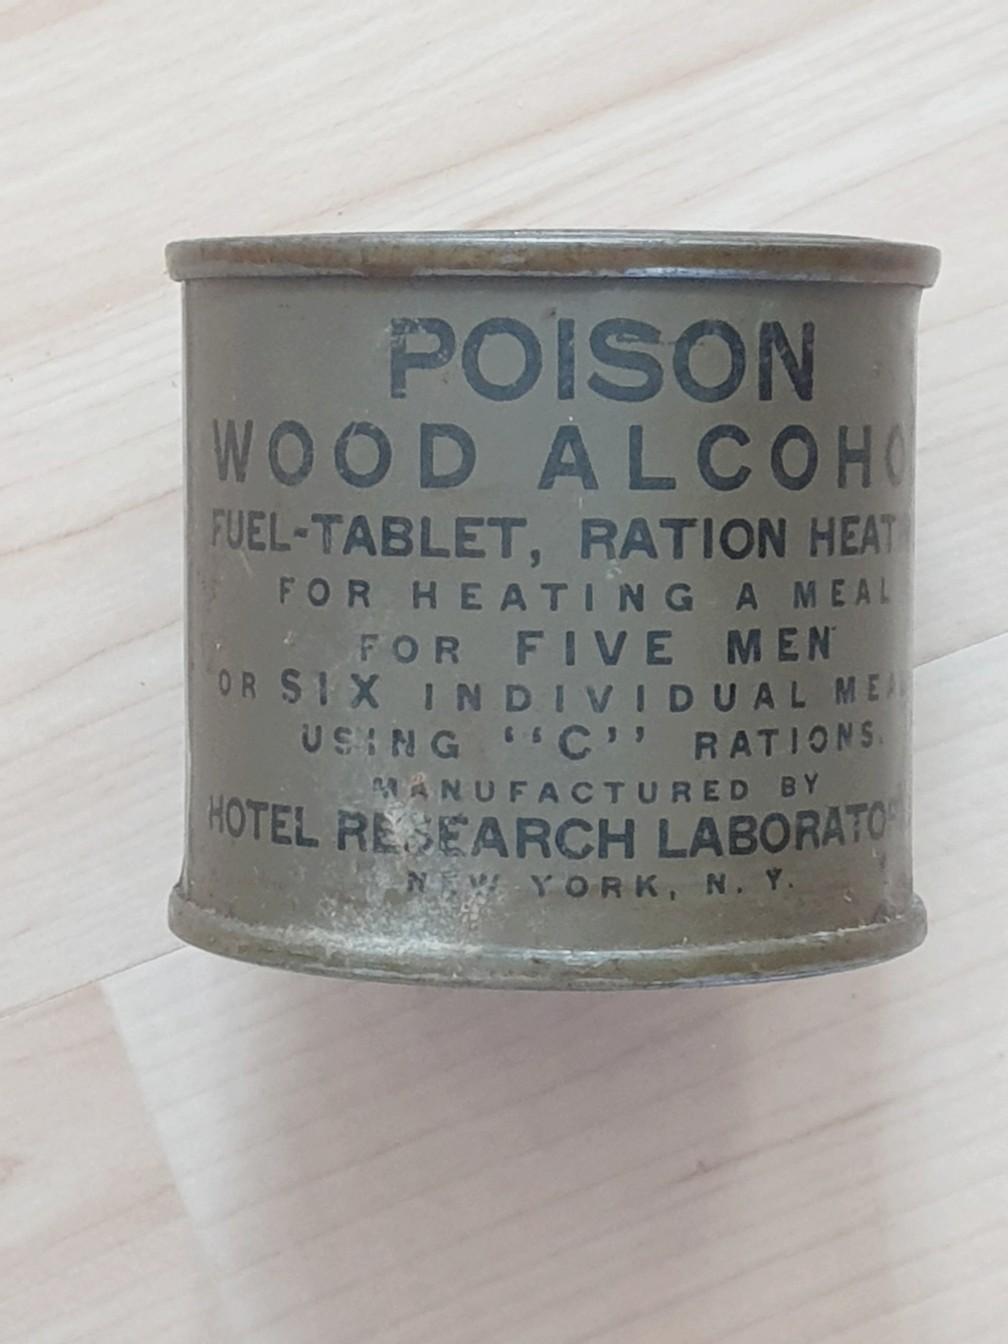 POISON
WOOD ALCOHO
FUEL-TABLET, RATION HEAT
FOR HEATING A MEAL
FOR FIVE MEN
OR SIX INDIVIDUAL MEA
USING "C" RATIONS.
MANUFACTURED BY
HOTEL RESEARCH LABORATO
NEW YORK, N. Y.